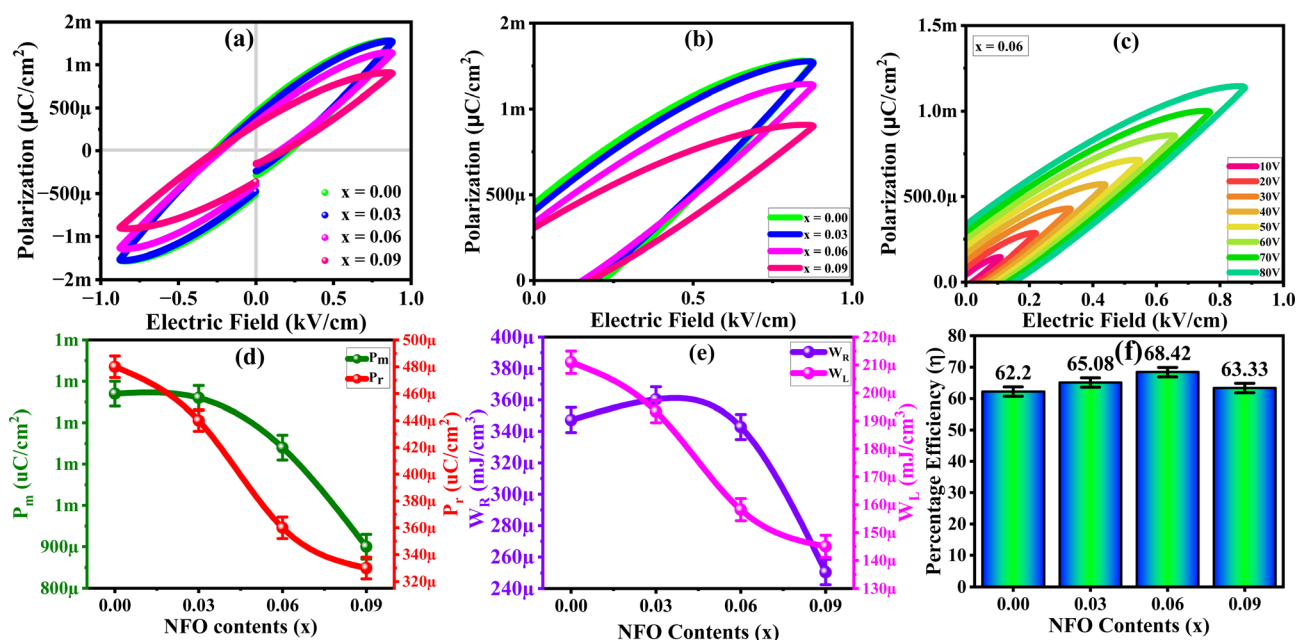 (a)
2m
1m
500µ
0
−500µ
−1m
−2m
Polarization (µC/cm²)
−1.0
−0.5
0.0
0.5
1.0
Electric Field (kV/cm)
x = 0.00
x = 0.03
x = 0.06
x = 0.09
(b)
2m
1m
500µ
0
Polarization (µC/cm²)
0.0
0.5
1.0
Electric Field (kV/cm)
x = 0.00
x = 0.03
x = 0.06
x = 0.09
(c)
x = 0.06
1.5m
1.0m
500.0µ
0.0
Polarization (µC/cm²)
0.0
0.2
0.4
0.6
0.8
1.0
Electric Field (kV/cm)
10V
20V
30V
40V
50V
60V
70V
80V
(d)
Pm
Pr
1m
1m
1m
1m
1m
900µ
800µ
Pm (uC/cm²)
500µ
480µ
460µ
440µ
420µ
400µ
380µ
360µ
340µ
330µ
Pr (uC/cm²)
0.00
0.03
0.06
0.09
NFO contents (x)
(e)
WR
WL
400µ
380µ
360µ
340µ
320µ
300µ
280µ
260µ
240µ
WR (mJ/cm³)
215µ
210µ
200µ
190µ
180µ
170µ
160µ
150µ
140µ
130µ
WL (mJ/cm³)
0.00
0.03
0.06
0.09
NFO Contents (x)
(f)
80
70
60
50
40
30
20
10
0
Percentage Efficiency (η)
62.2
65.08
68.42
63.33
0.00
0.03
0.06
0.09
NFO Contents (x)